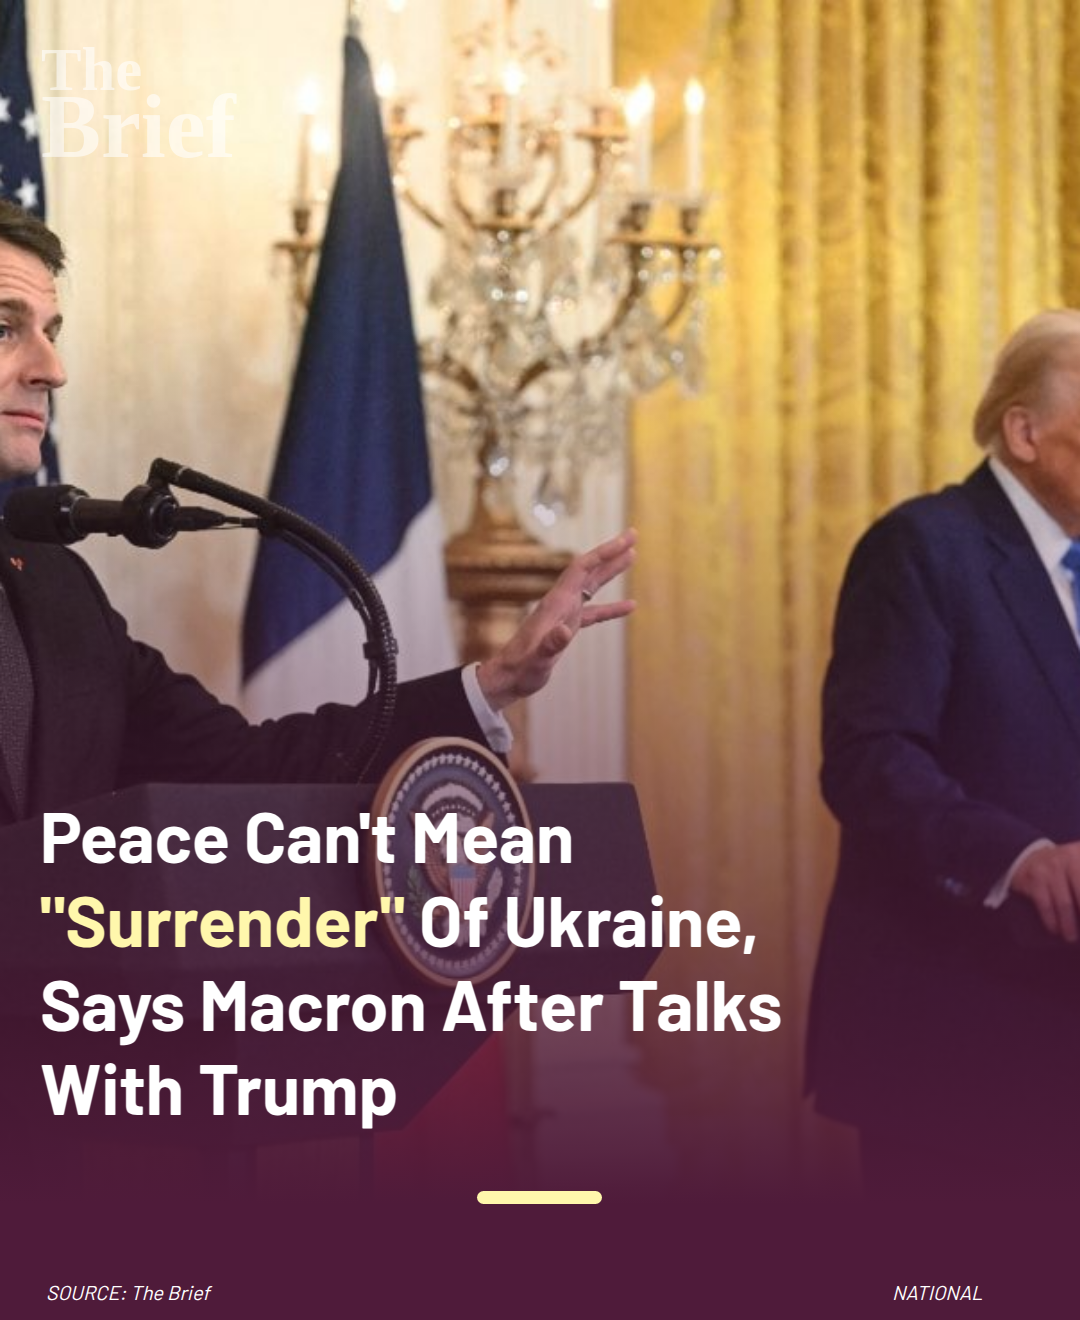 The
Brief
Peace Can't Mean
"Surrender" Of Ukraine,
Says Macron After Talks
With Trump
SOURCE: The Brief
NATIONAL